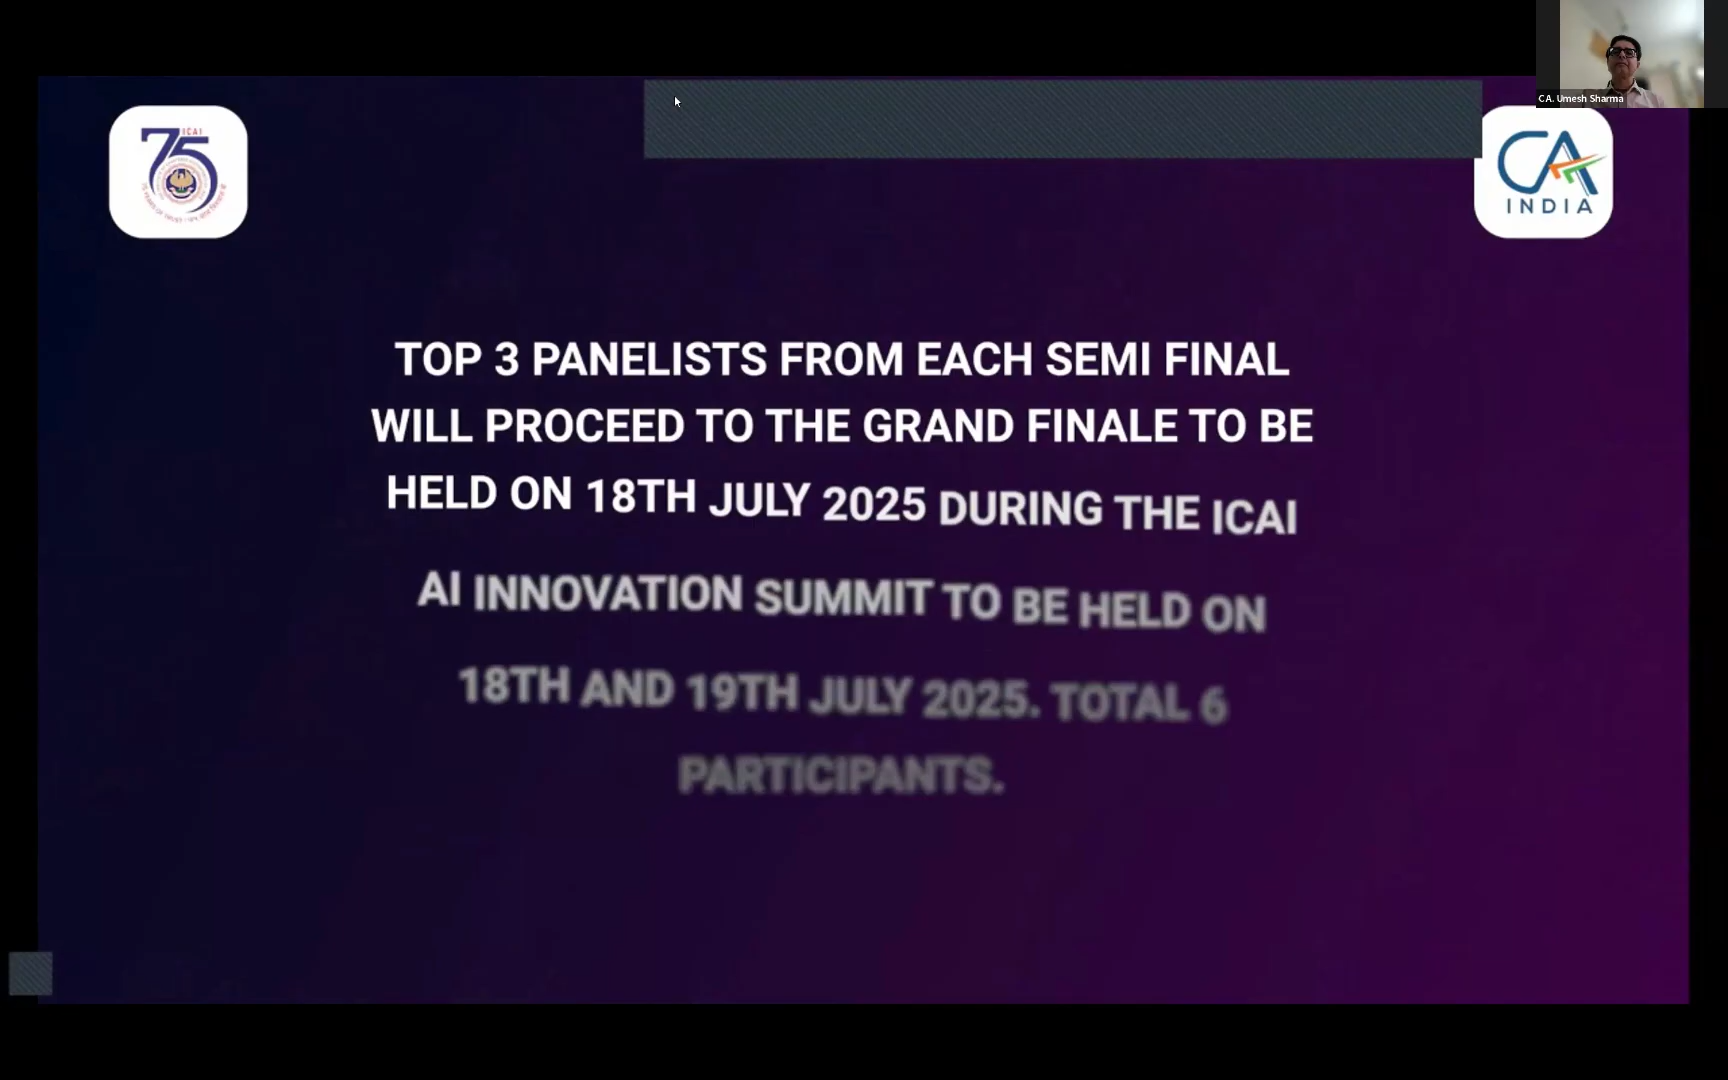 ICAI
75
CA
INDIA
CA. Umesh Sharma
TOP 3 PANELISTS FROM EACH SEMI FINAL
WILL PROCEED TO THE GRAND FINALE TO BE
HELD ON 18TH JULY 2025 DURING THE ICAI
AI INNOVATION SUMMIT TO BE HELD ON
18TH AND 19TH JULY 2025. TOTAL 6
PARTICIPANTS.